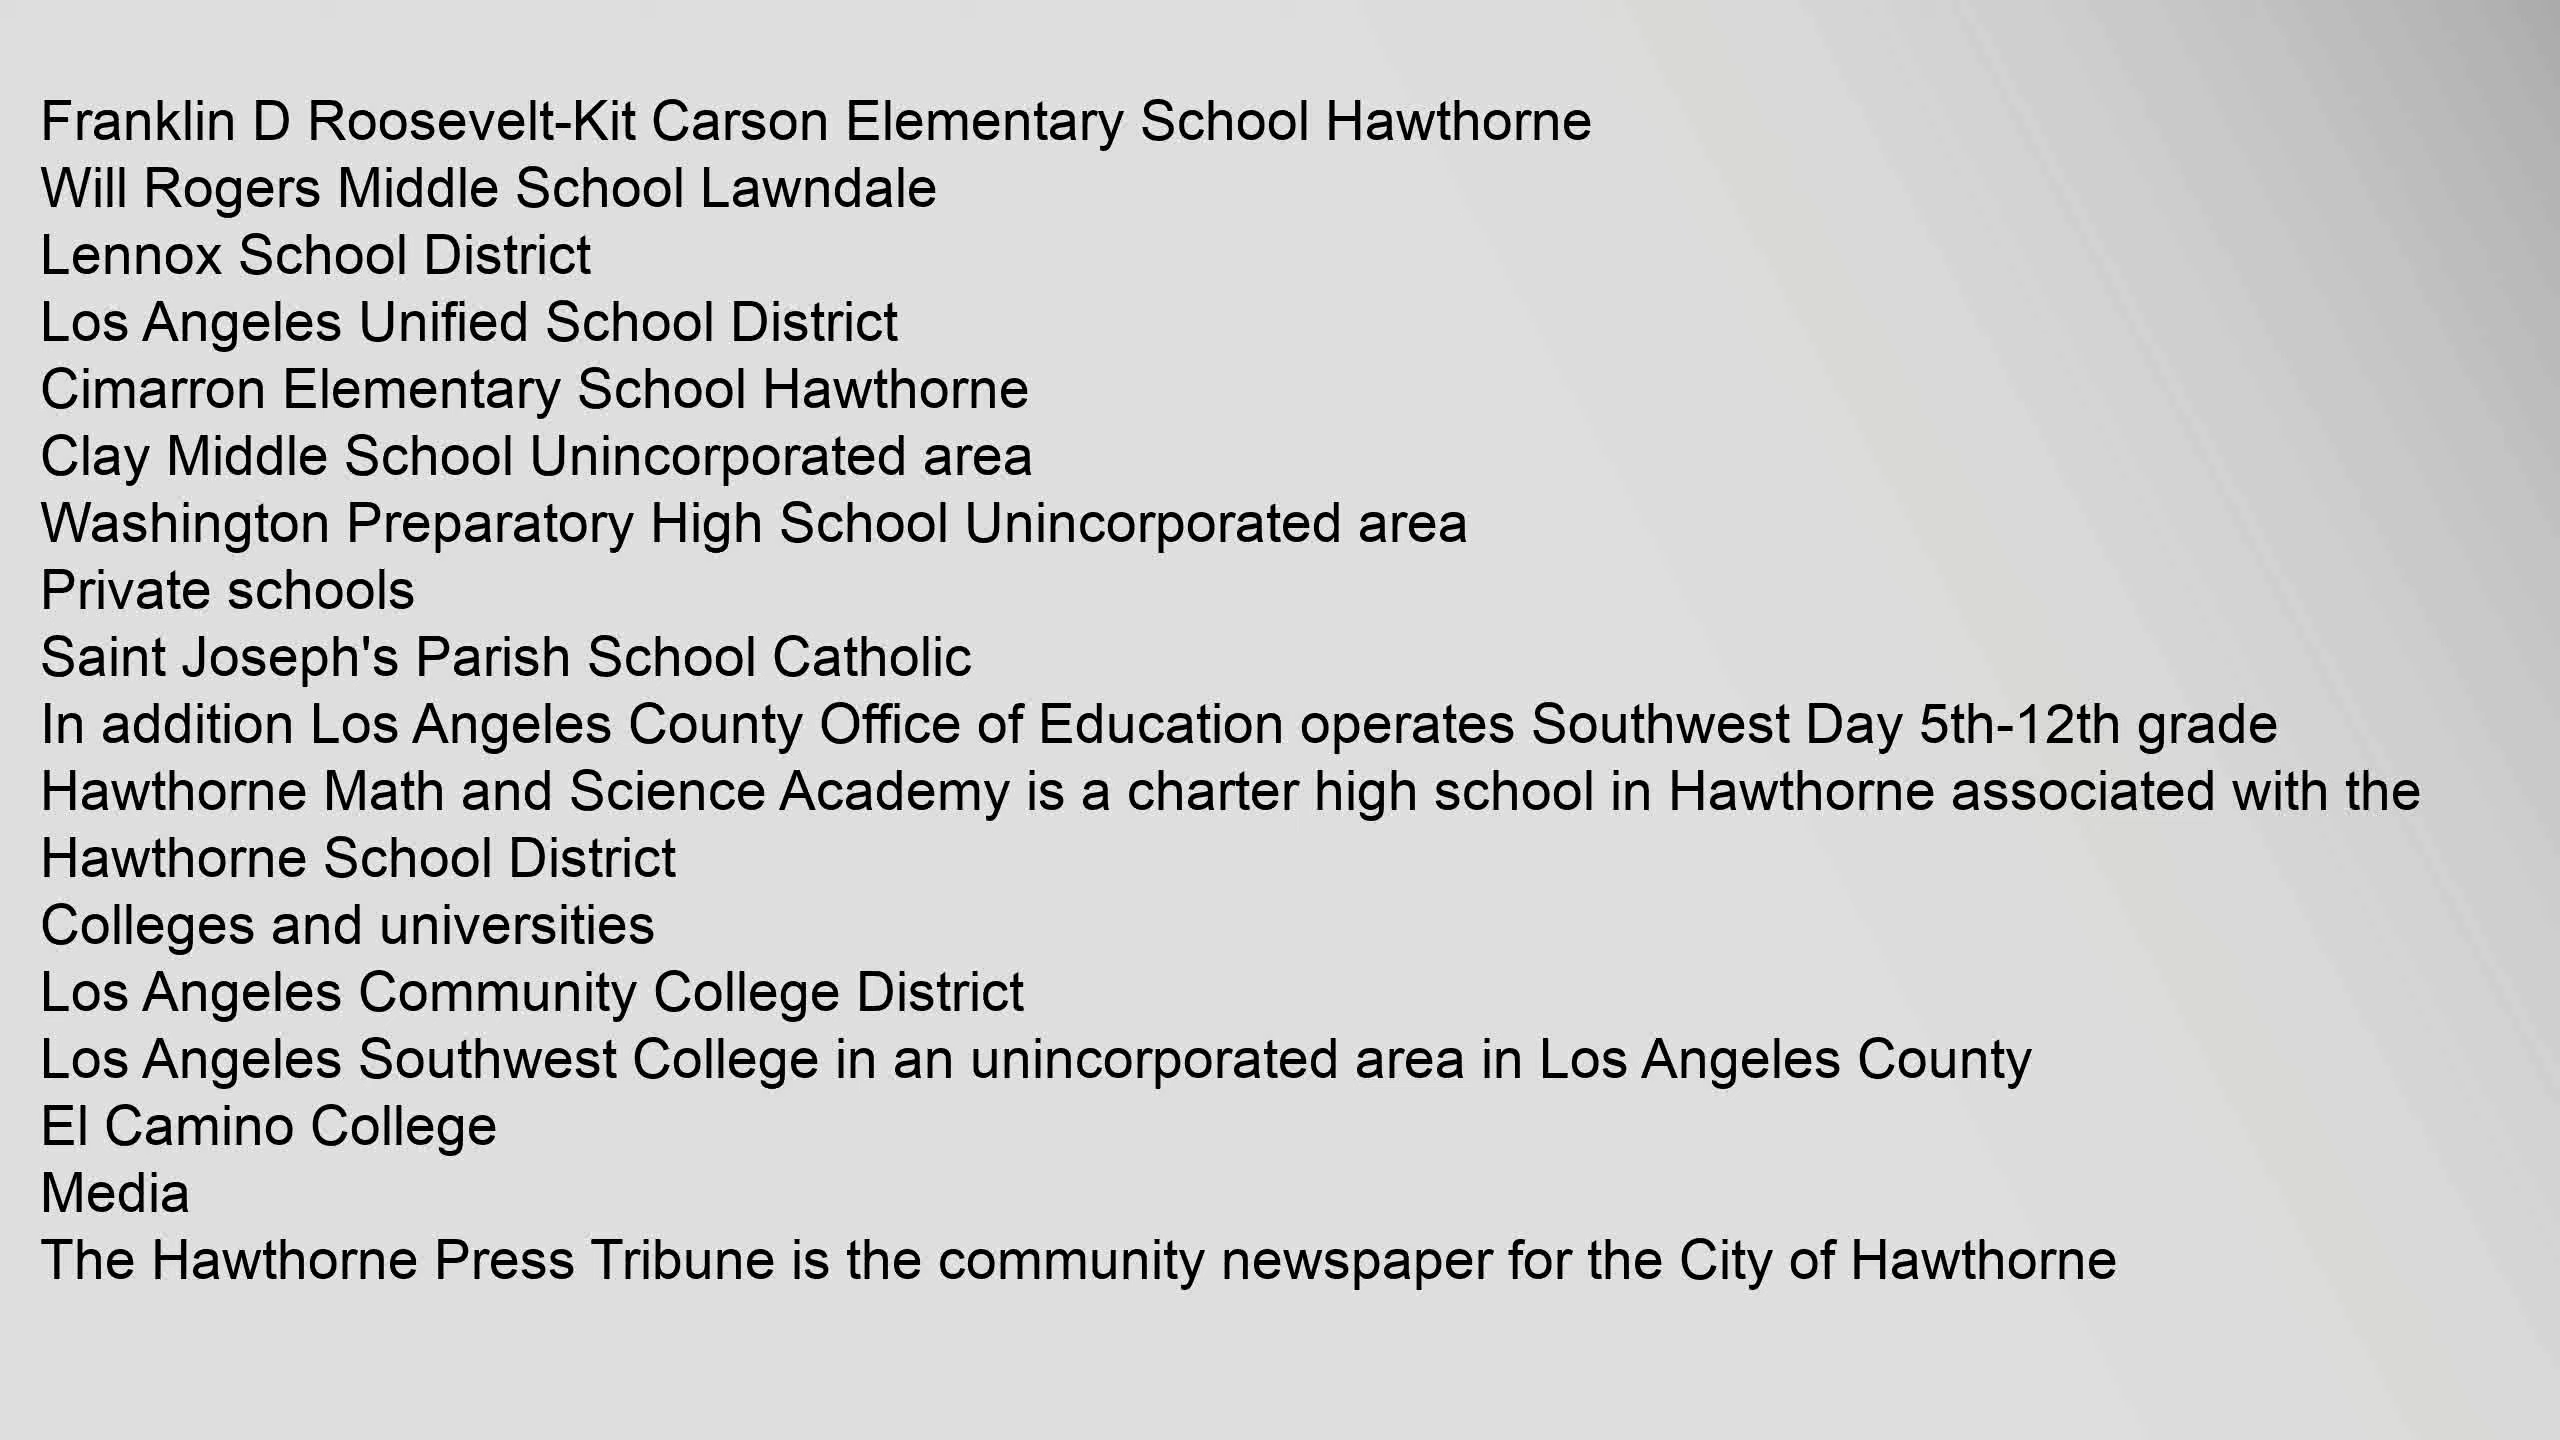 Franklin D Roosevelt-Kit Carson Elementary School Hawthorne
Will Rogers Middle School Lawndale
Lennox School District
Los Angeles Unified School District
Cimarron Elementary School Hawthorne
Clay Middle School Unincorporated area
Washington Preparatory High School Unincorporated area
Private schools
Saint Joseph's Parish School Catholic
In addition Los Angeles County Office of Education operates Southwest Day 5th-12th grade
Hawthorne Math and Science Academy is a charter high school in Hawthorne associated with the
Hawthorne School District
Colleges and universities
Los Angeles Community College District
Los Angeles Southwest College in an unincorporated area in Los Angeles County
El Camino College
Media
The Hawthorne Press Tribune is the community newspaper for the City of Hawthorne